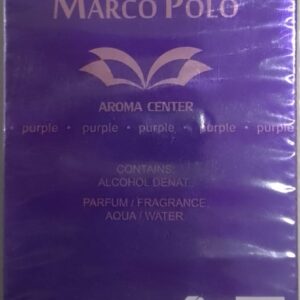 MARCO POLO
AROMA CENTER
purple • purple • purple • purple • purple
CONTAINS:
ALCOHOL DENAT.,
PARFUM / FRAGRANCE,
AQUA / WATER